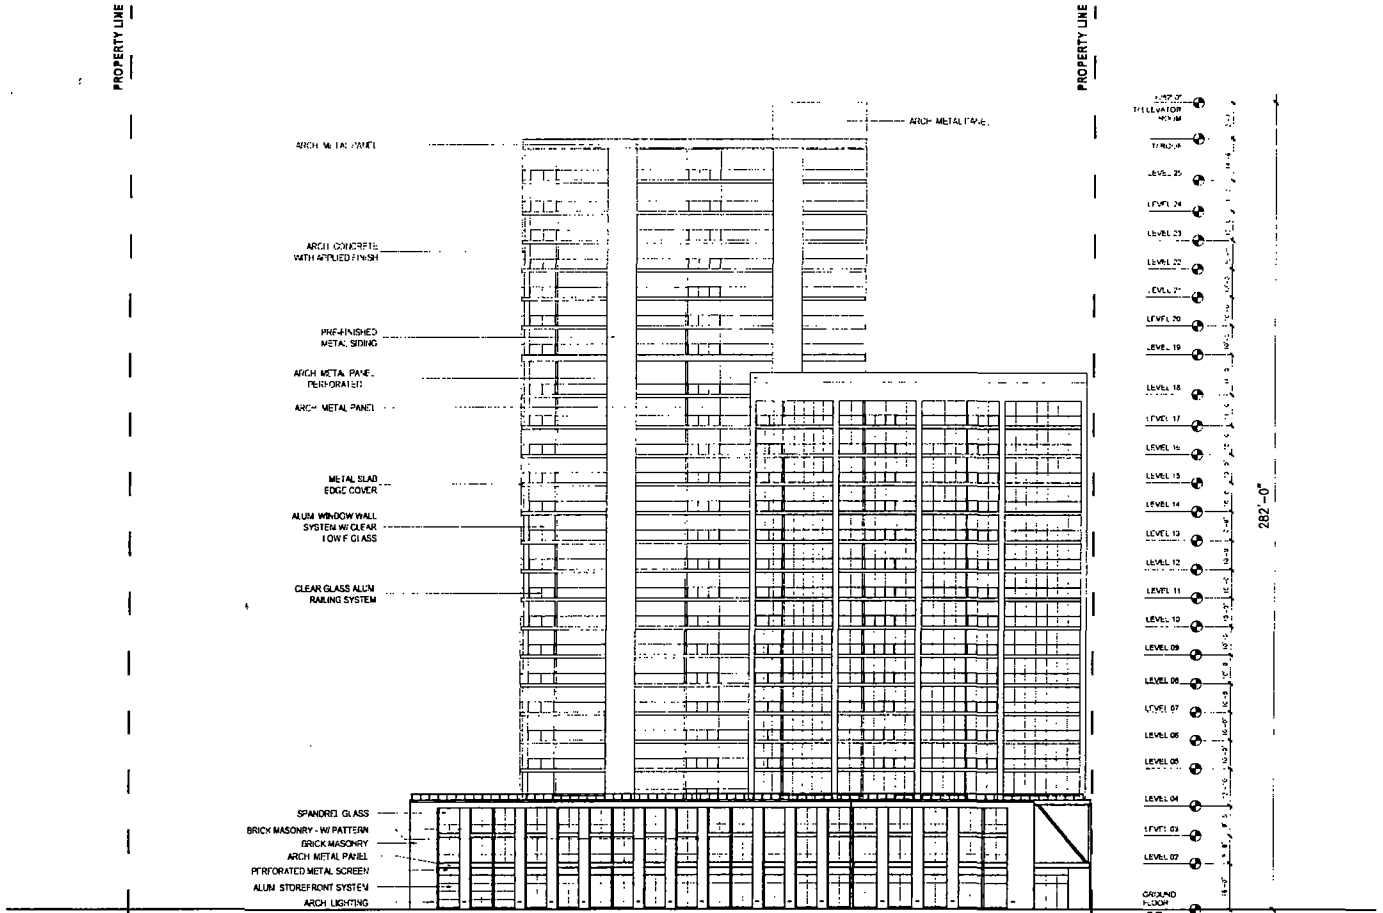 PROPERTY LINE
PROPERTY LINE
ARCH METAL PANEL
ARCH METAL PANEL
ARCH CONCRETE
WITH APPLIED FINISH
PRE-FINISHED
METAL SIDING
ARCH METAL PANEL
PERFORATED
ARCH METAL PANEL
METAL SLAB
EDGE COVER
ALUM WINDOW WALL
SYSTEM W/ CLEAR
LOW E GLASS
CLEAR GLASS ALUM
RAILING SYSTEM
SPANDREL GLASS
BRICK MASONRY - W/ PATTERN
BRICK MASONRY
ARCH METAL PANEL
PERFORATED METAL SCREEN
ALUM STOREFRONT SYSTEM
ARCH LIGHTING
T/ ELEVATOR
ROOM
T/ ROOF
LEVEL 25
LEVEL 24
LEVEL 23
LEVEL 22
LEVEL 21
LEVEL 20
LEVEL 19
LEVEL 18
LEVEL 17
LEVEL 16
LEVEL 15
LEVEL 14
LEVEL 13
LEVEL 12
LEVEL 11
LEVEL 10
LEVEL 09
LEVEL 08
LEVEL 07
LEVEL 06
LEVEL 05
LEVEL 04
LEVEL 03
LEVEL 02
GROUND
FLOOR
282'-0"